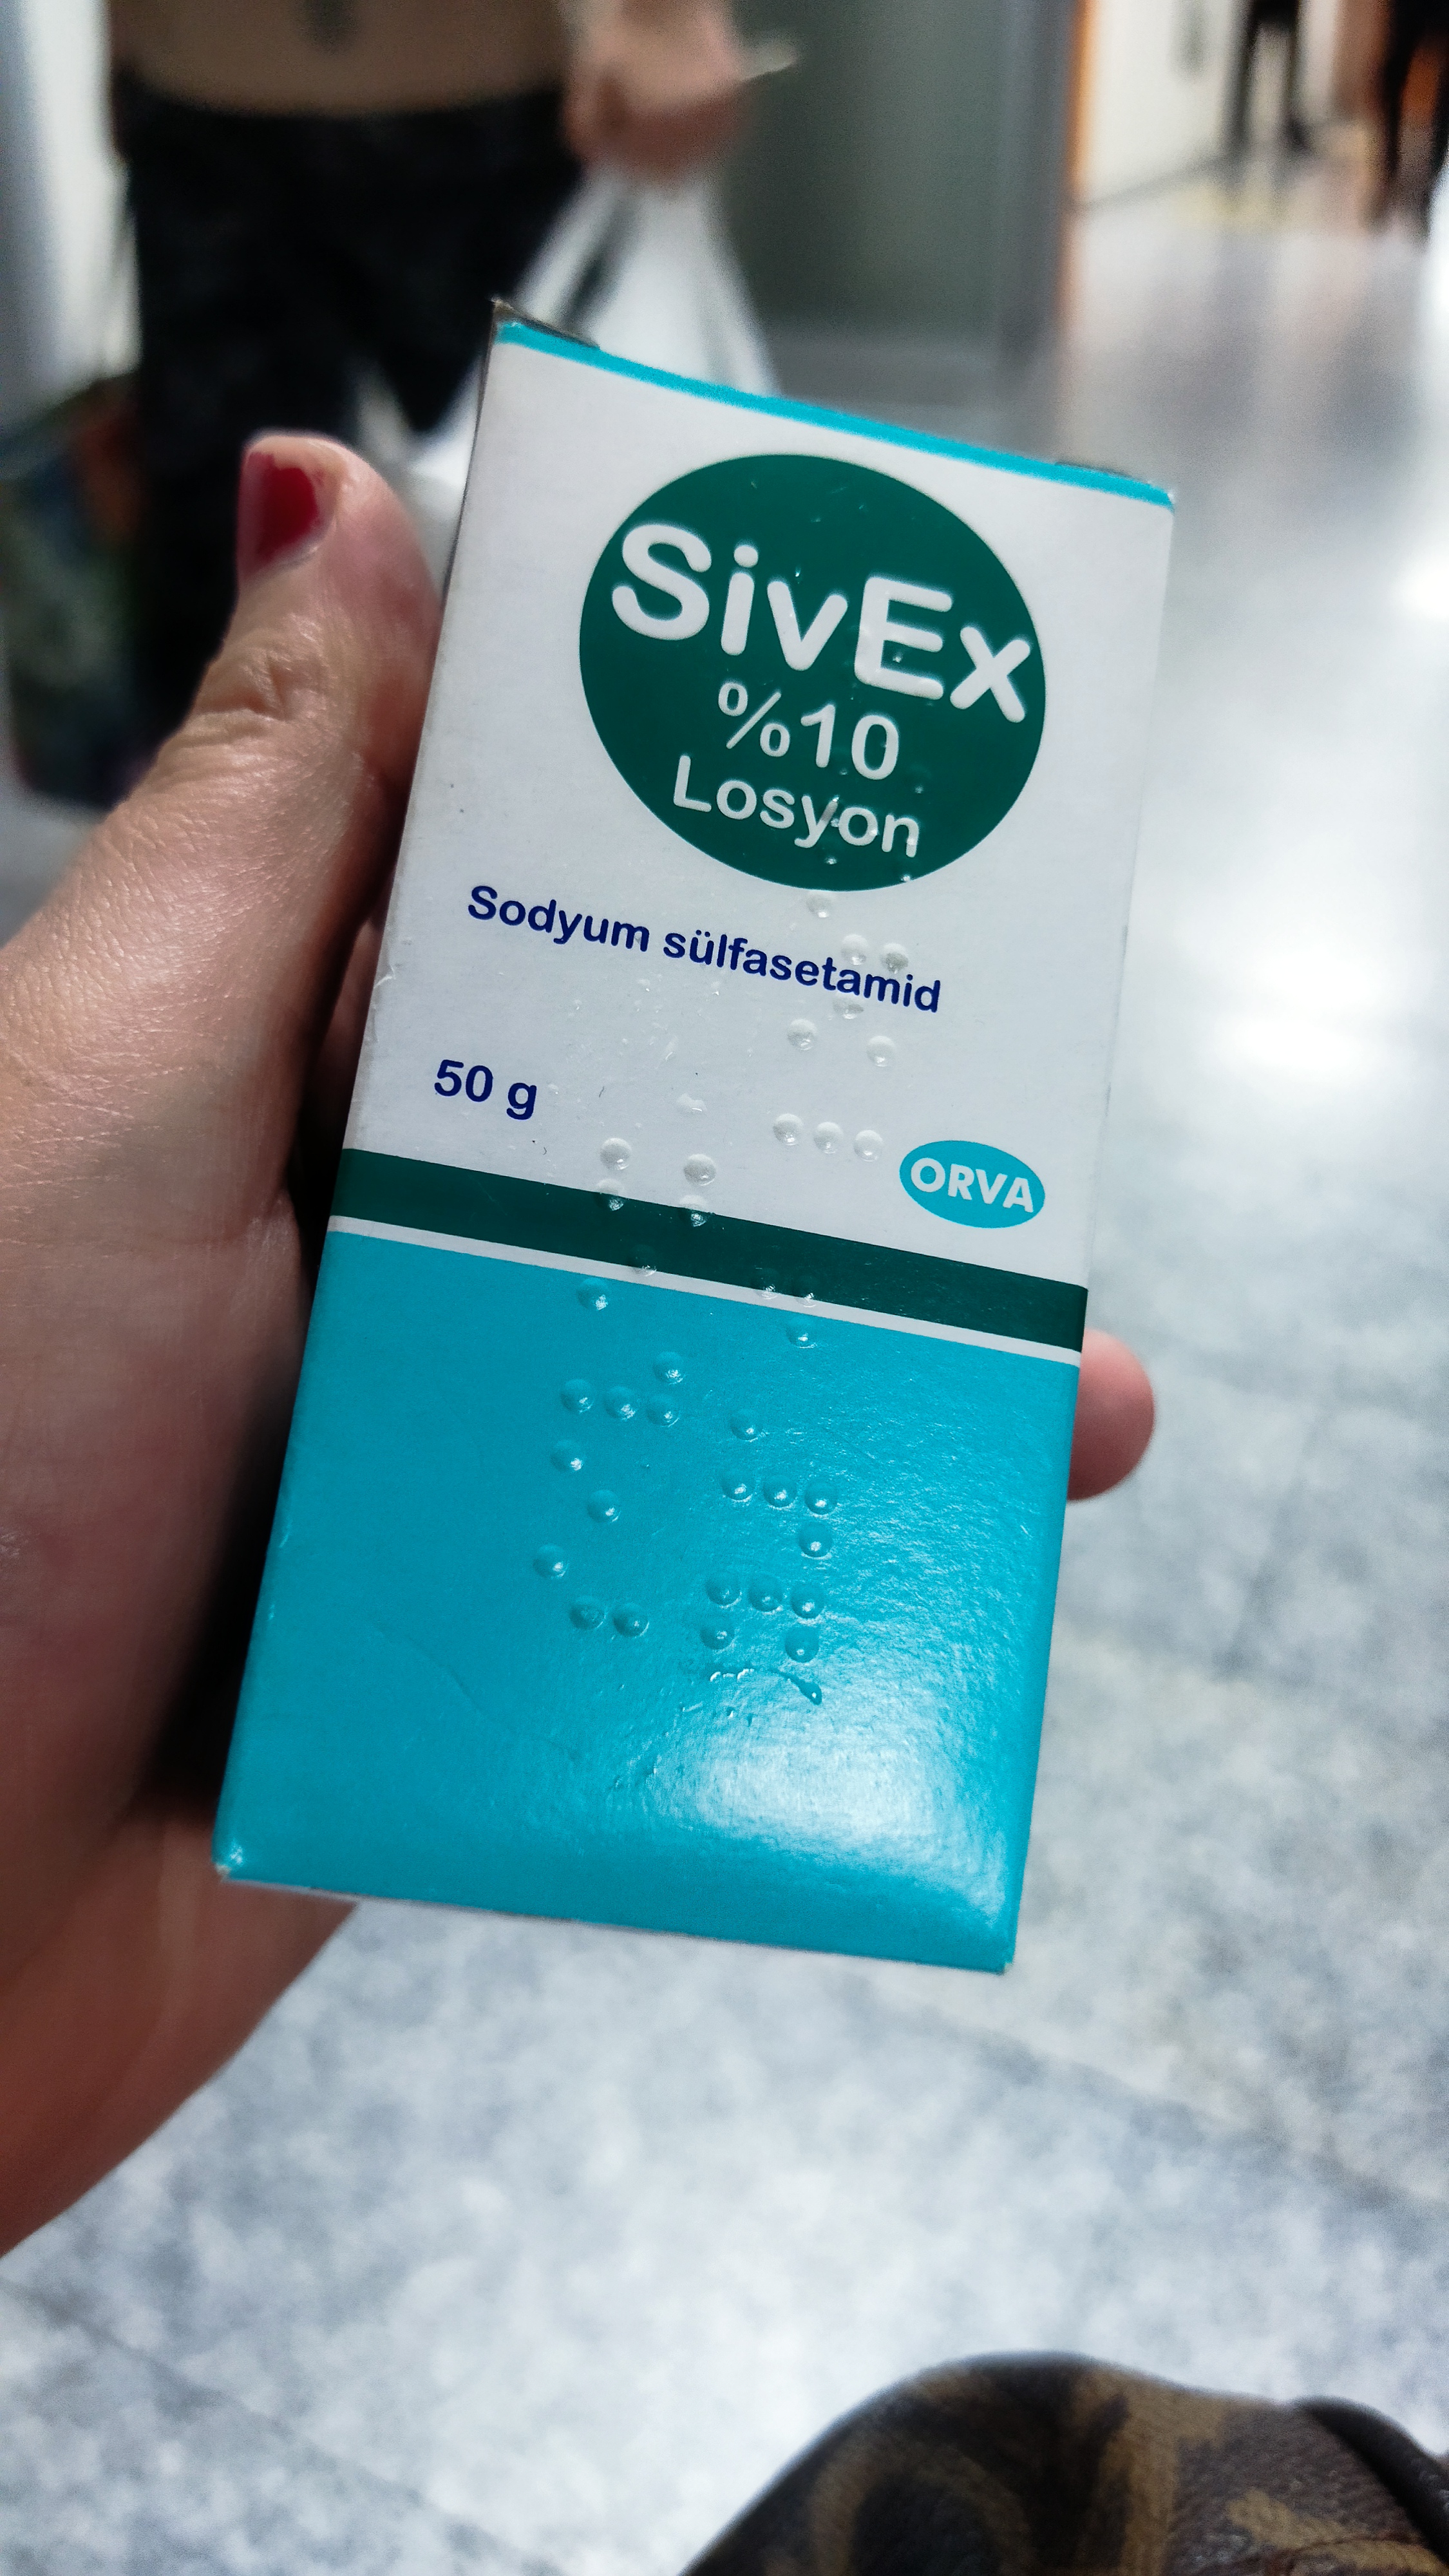 SivEx
%10
Losyon
Sodyum sülfasetamid
50 g
ORVA